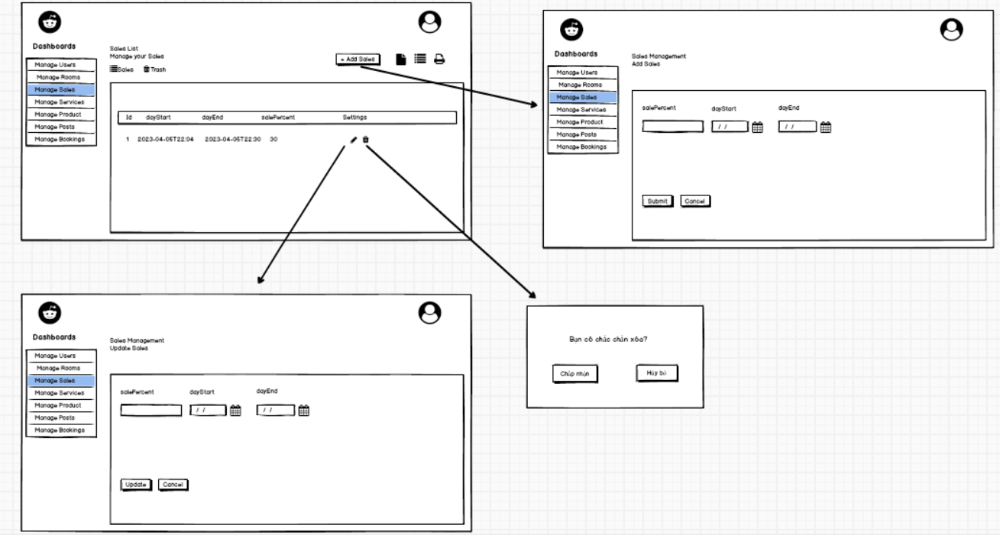 Dashboards
Manage Users
Manage Rooms
Manage Sales
Manage Services
Manage Product
Manage Posts
Manage Bookings
Sales List
Manage your Sales
Sales Trash
+ Add Sales
Id dayStart dayEnd salePercent Settings
1 2023-04-05T22:04 2023-04-05T22:30 30
Dashboards
Manage Users
Manage Rooms
Manage Sales
Manage Services
Manage Product
Manage Posts
Manage Bookings
Sales Management
Add Sales
salePercent dayStart dayEnd
/ / / /
Submit Cancel
Dashboards
Manage Users
Manage Rooms
Manage Sales
Manage Services
Manage Product
Manage Posts
Manage Bookings
Sales Management
Update Sales
salePercent dayStart dayEnd
/ / / /
Update Cancel
Bạn có chắc chắn xóa?
Chấp nhận Hủy bỏ